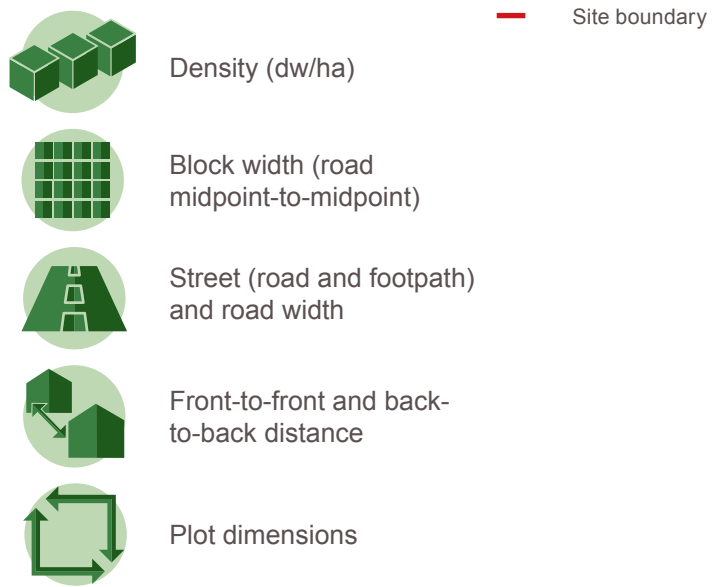 Site boundary
Density (dw/ha)
Block width (road
midpoint-to-midpoint)
Street (road and footpath)
and road width
Front-to-front and back-
to-back distance
Plot dimensions